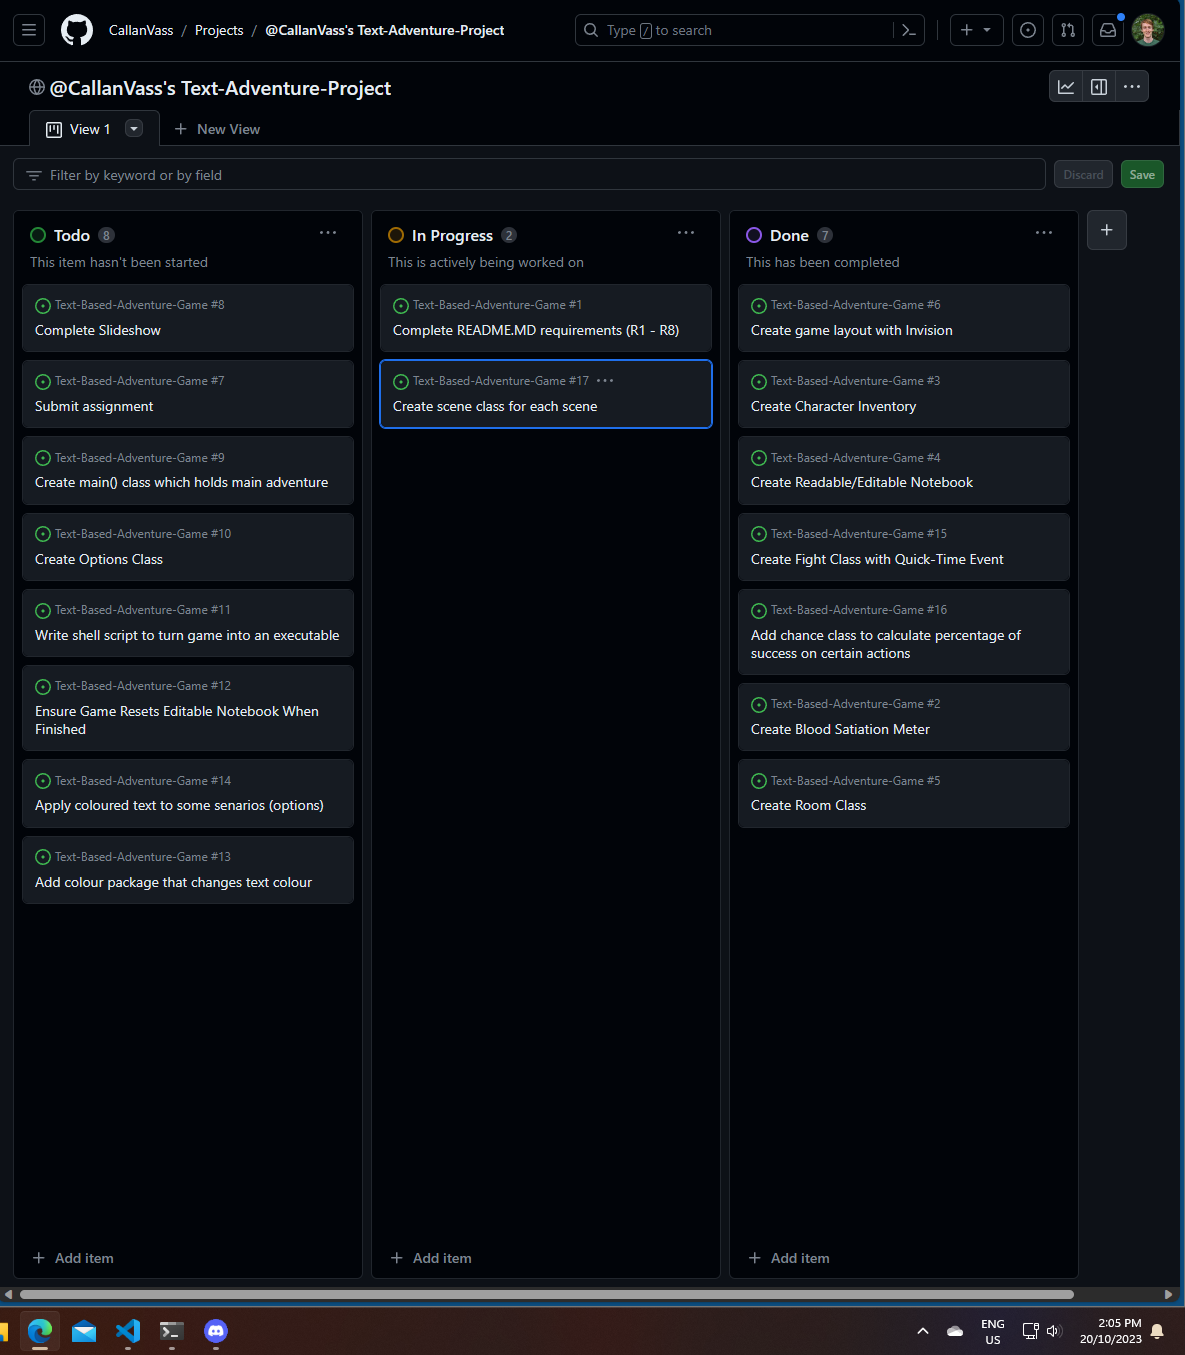 CallanVass / Projects / @CallanVass's Text-Adventure-Project
Type / to search
@CallanVass's Text-Adventure-Project
View 1
New View
Filter by keyword or by field
Discard
Save
Todo 8
This item hasn't been started
Text-Based-Adventure-Game #8
Complete Slideshow
Text-Based-Adventure-Game #7
Submit assignment
Text-Based-Adventure-Game #9
Create main() class which holds main adventure
Text-Based-Adventure-Game #10
Create Options Class
Text-Based-Adventure-Game #11
Write shell script to turn game into an executable
Text-Based-Adventure-Game #12
Ensure Game Resets Editable Notebook When
Finished
Text-Based-Adventure-Game #14
Apply coloured text to some senarios (options)
Text-Based-Adventure-Game #13
Add colour package that changes text colour
Add item
In Progress 2
This is actively being worked on
Text-Based-Adventure-Game #1
Complete README.MD requirements (R1 - R8)
Text-Based-Adventure-Game #17
Create scene class for each scene
Add item
Done 7
This has been completed
Text-Based-Adventure-Game #6
Create game layout with Invision
Text-Based-Adventure-Game #3
Create Character Inventory
Text-Based-Adventure-Game #4
Create Readable/Editable Notebook
Text-Based-Adventure-Game #15
Create Fight Class with Quick-Time Event
Text-Based-Adventure-Game #16
Add chance class to calculate percentage of
success on certain actions
Text-Based-Adventure-Game #2
Create Blood Satiation Meter
Text-Based-Adventure-Game #5
Create Room Class
Add item
ENG
US
2:05 PM
20/10/2023